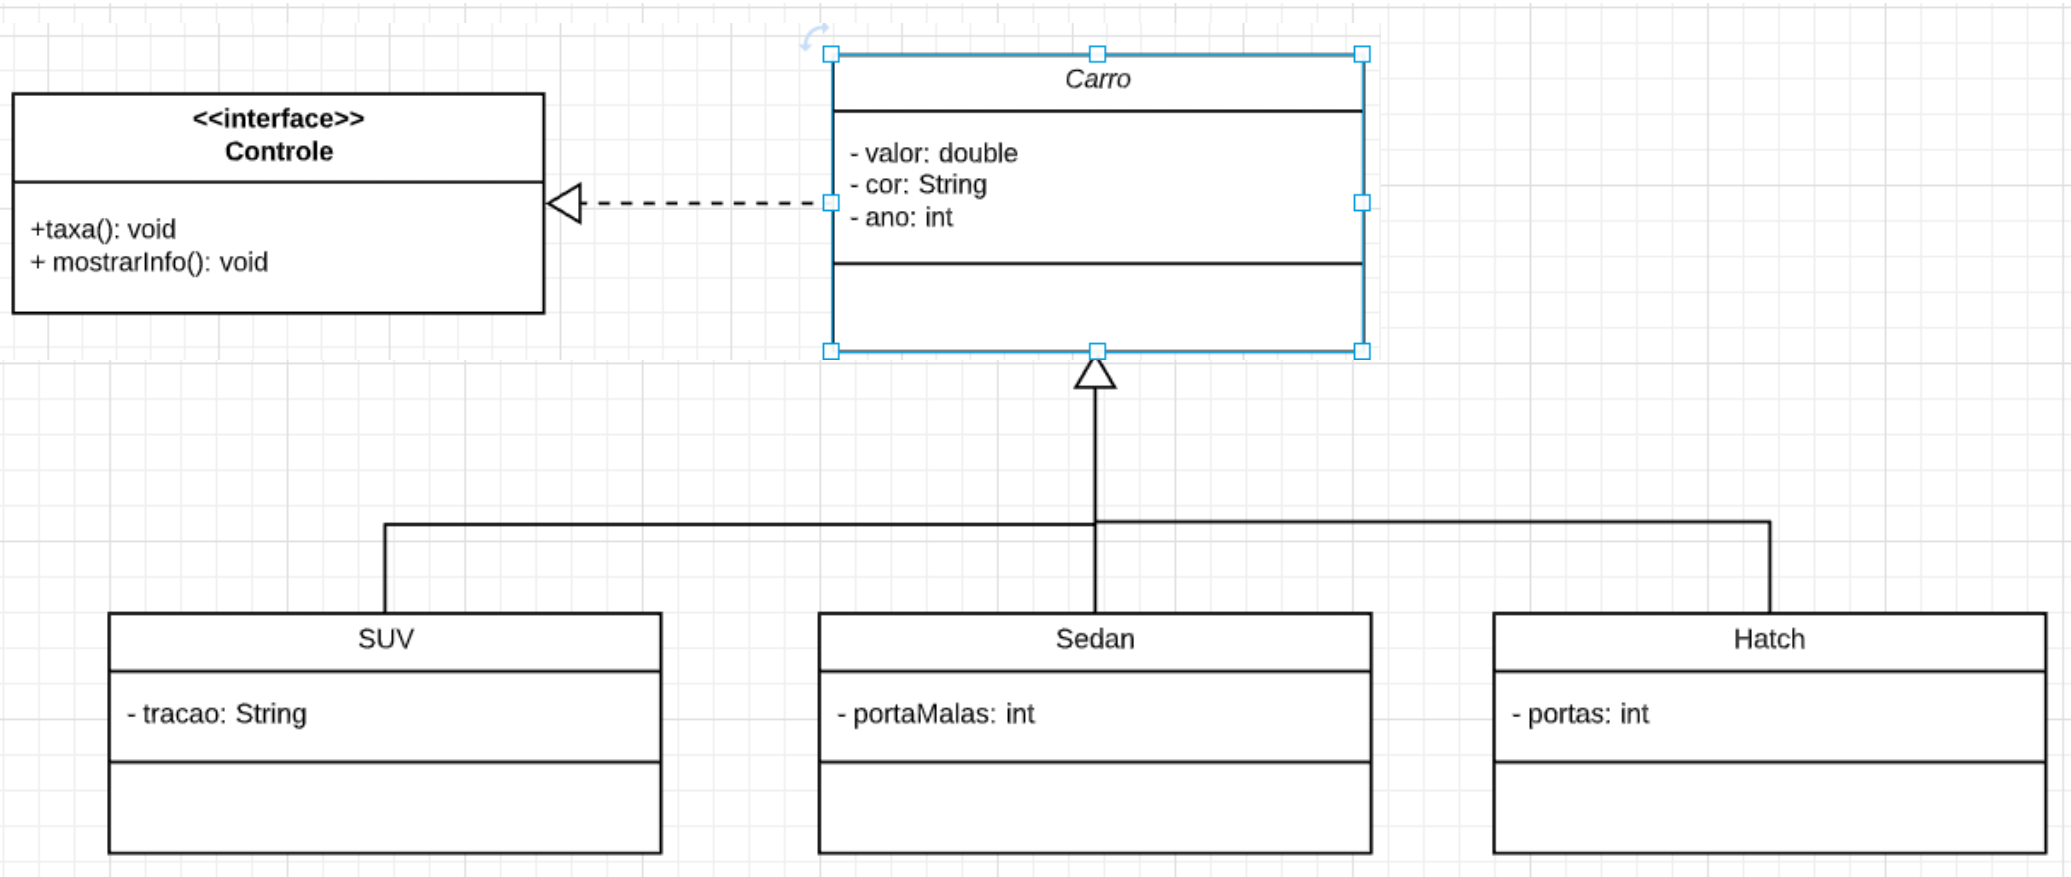 <<interface>>
Controle
+taxa(): void
+ mostrarInfo(): void
Carro
- valor: double
- cor: String
- ano: int
SUV
- tracao: String
Sedan
- portaMalas: int
Hatch
- portas: int